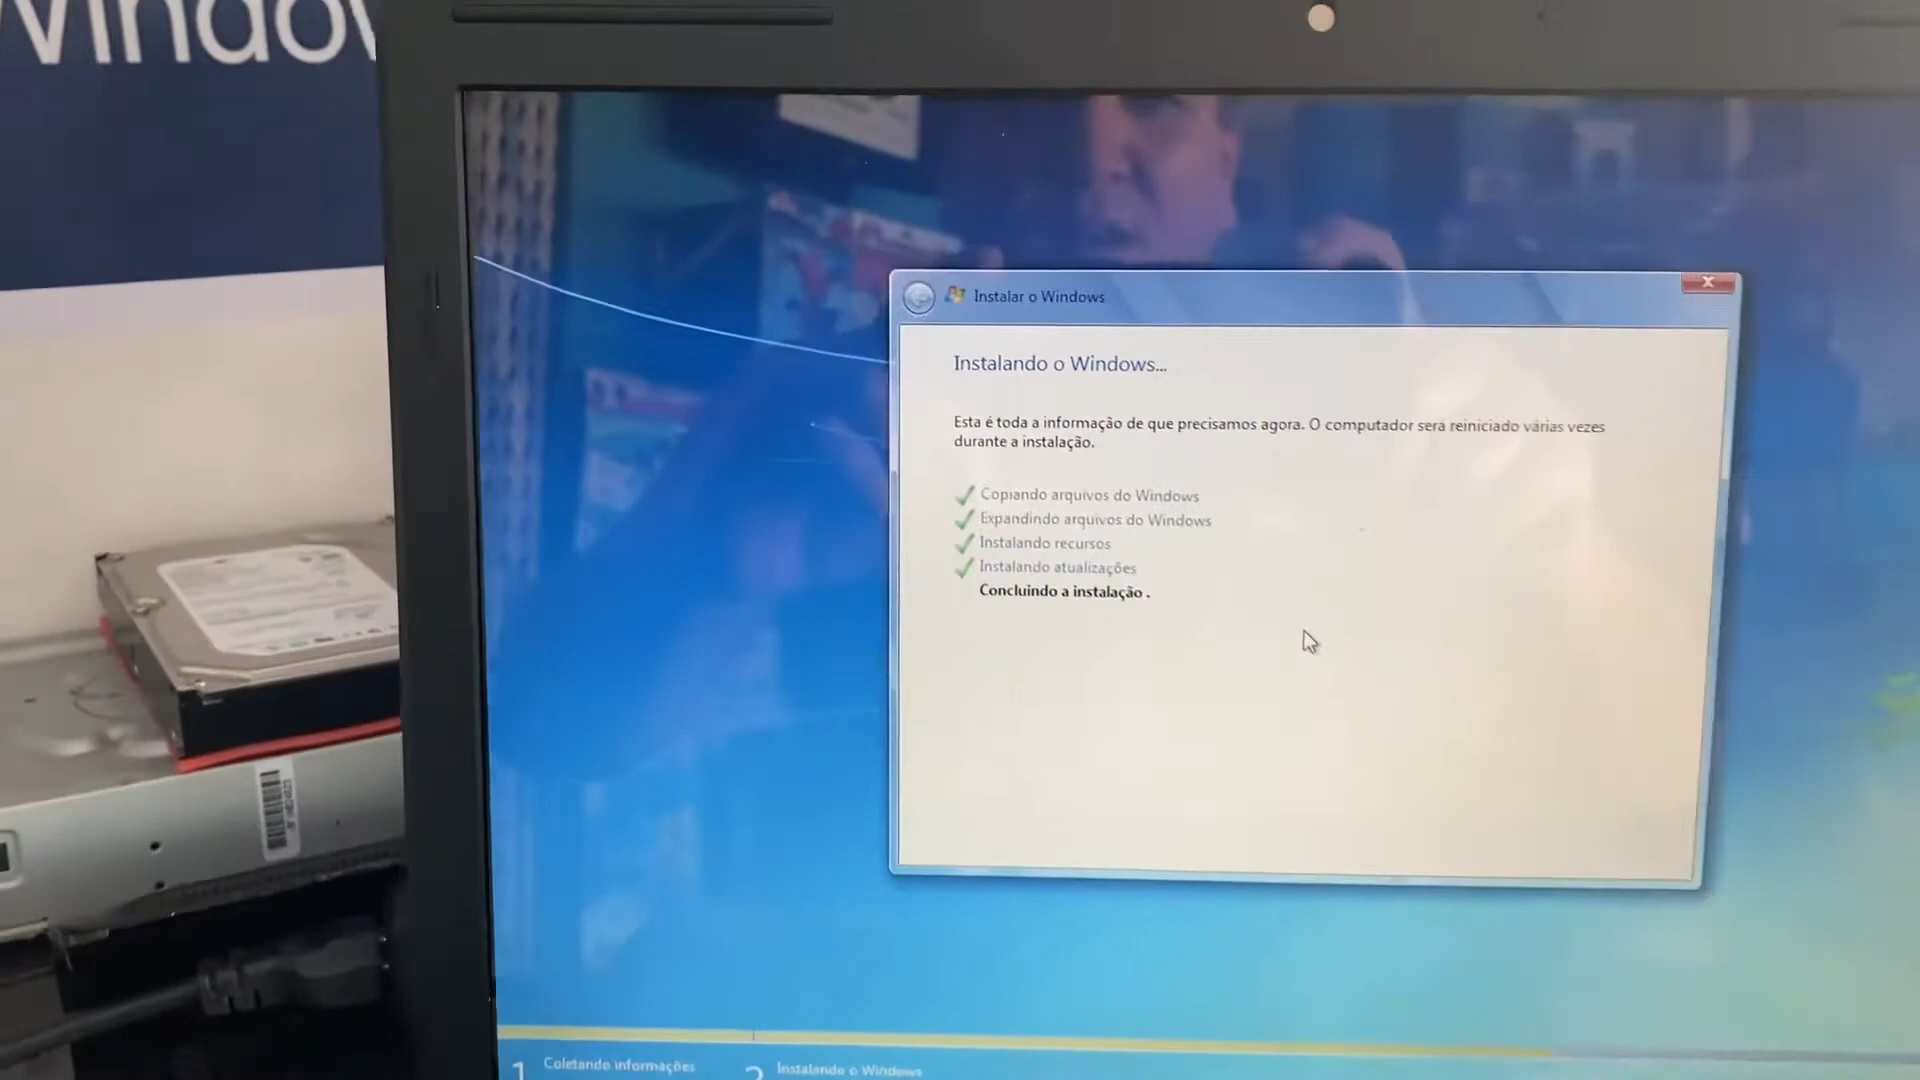 Window
Instalar o Windows
Instalando o Windows...
Esta é toda a informação de que precisamos agora. O computador será reiniciado várias vezes
durante a instalação.
Copiando arquivos do Windows
Expandindo arquivos do Windows
Instalando recursos
Instalando atualizações
Concluindo a instalação .
1 Coletando informações
2 Instalando o Windows